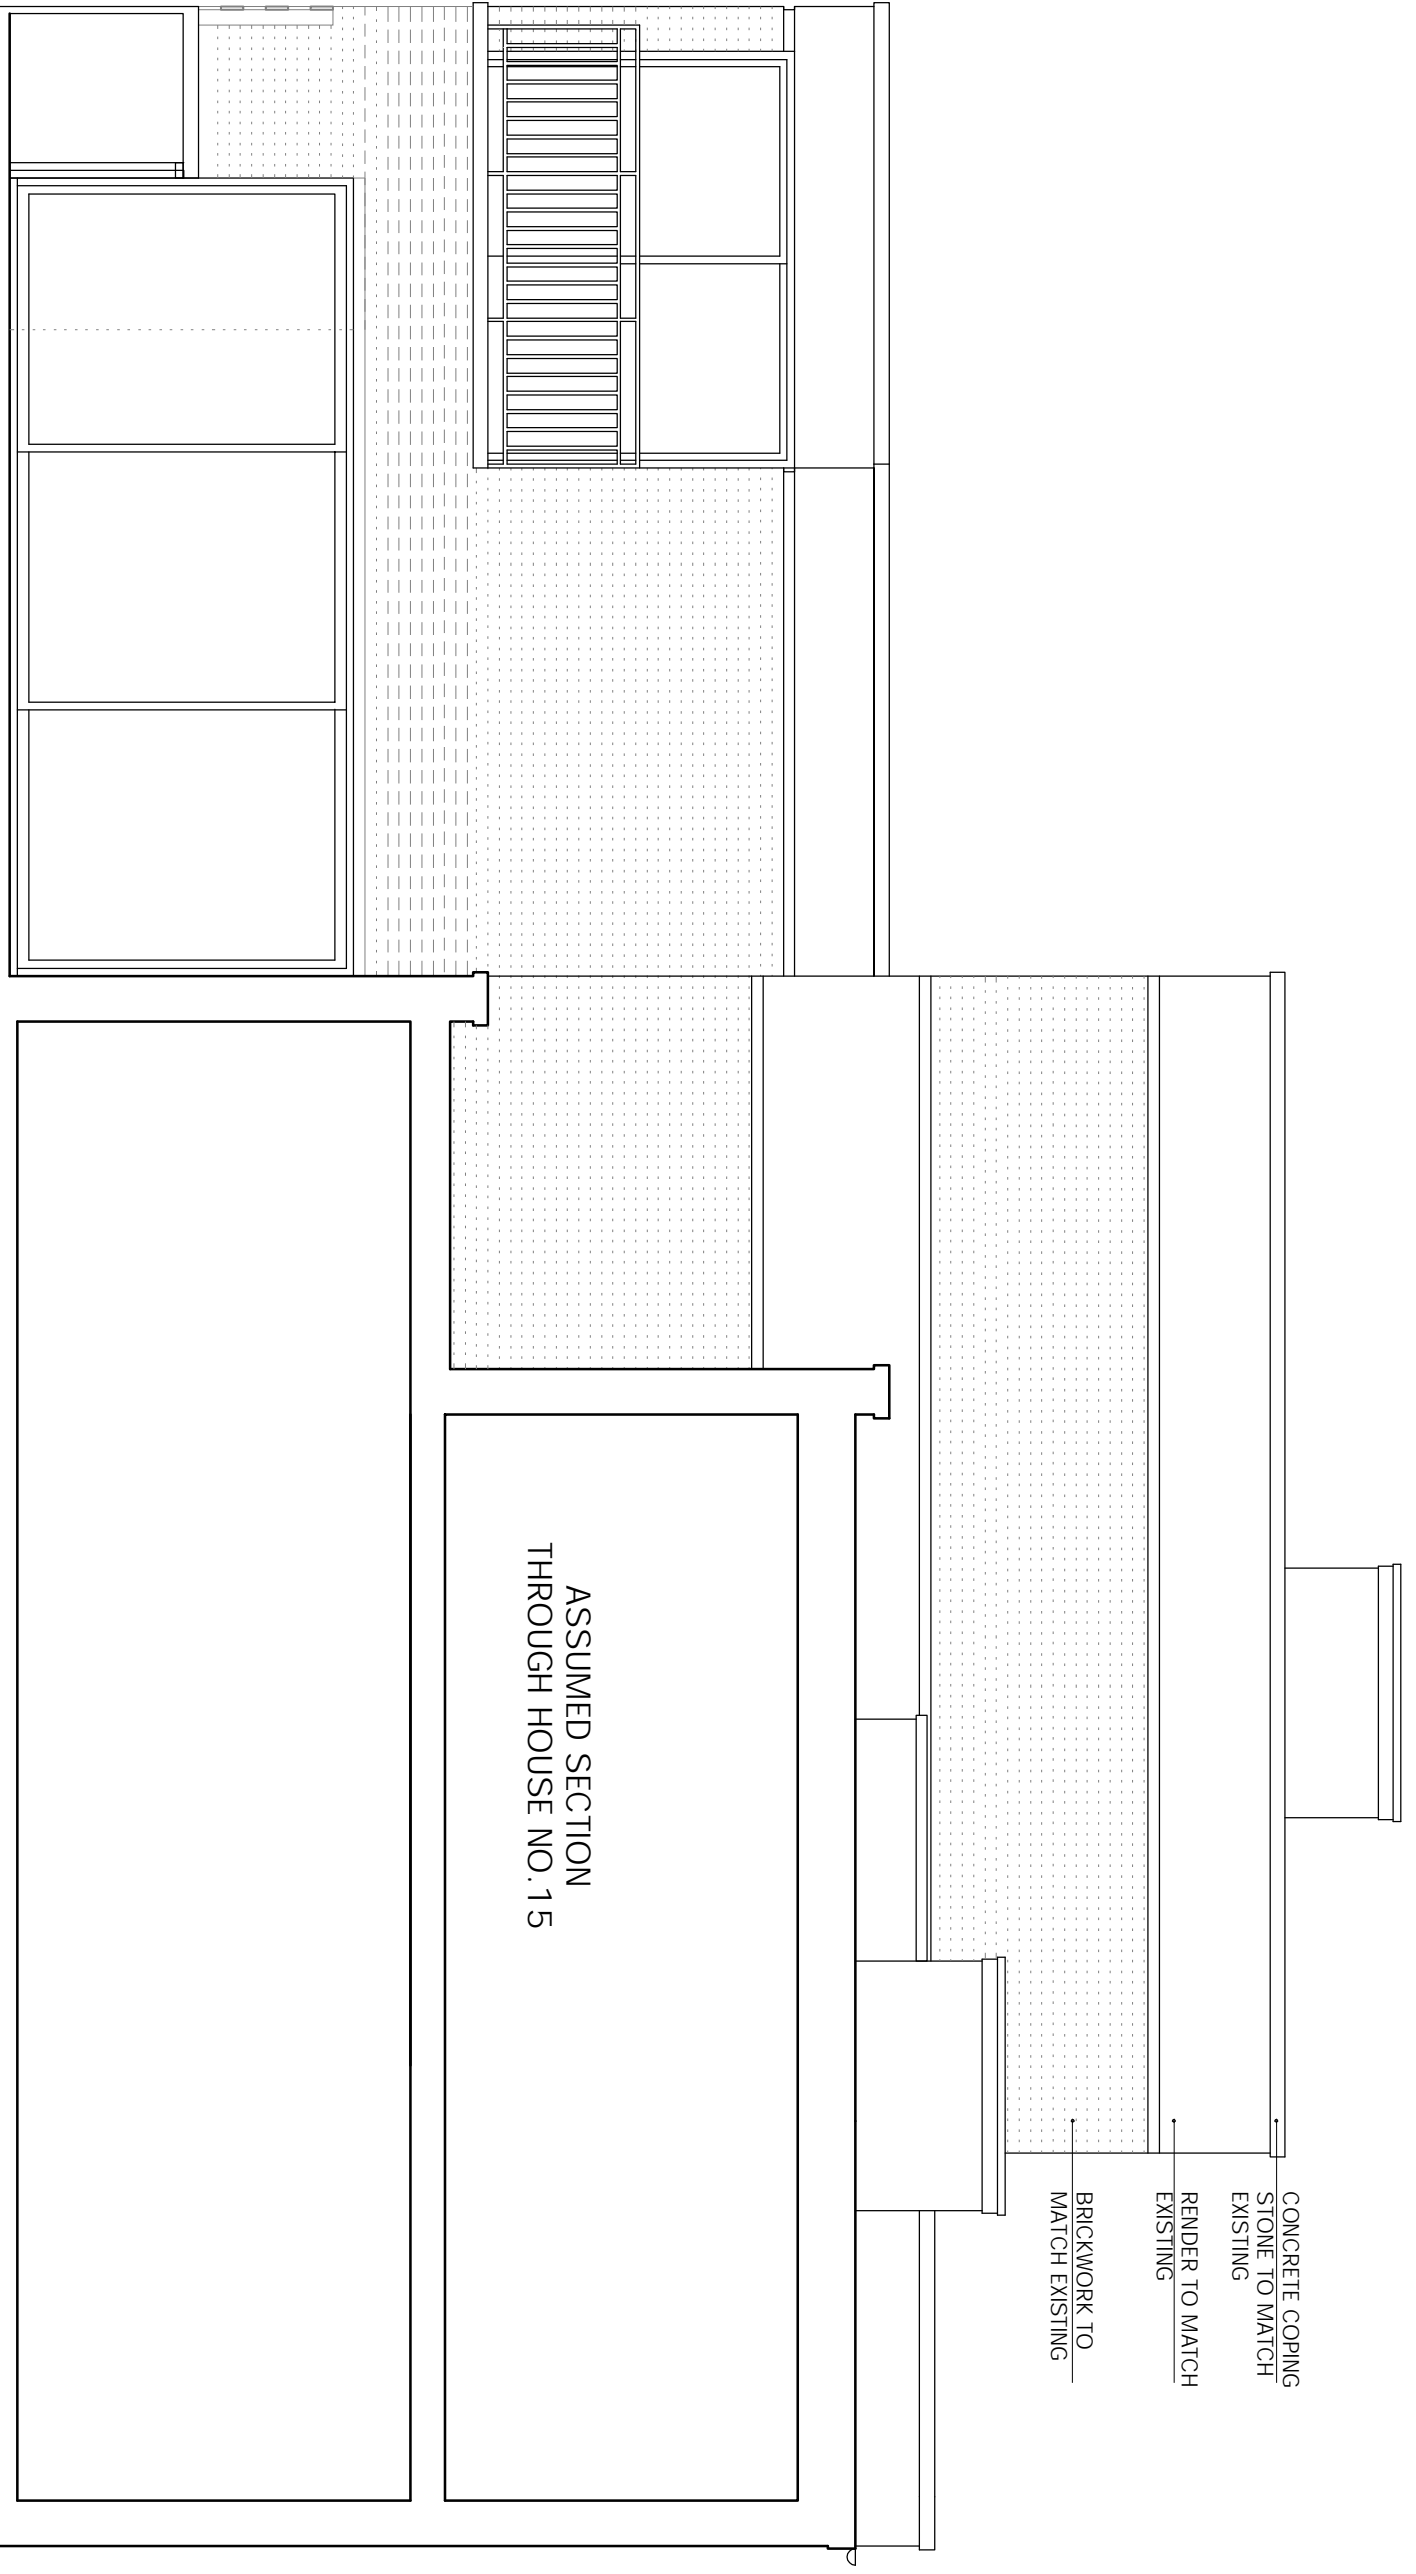 CONCRETE COPING
STONE TO MATCH
EXISTING
RENDER TO MATCH
EXISTING
BRICKWORK TO
MATCH EXISTING
ASSUMED SECTION
THROUGH HOUSE NO.15